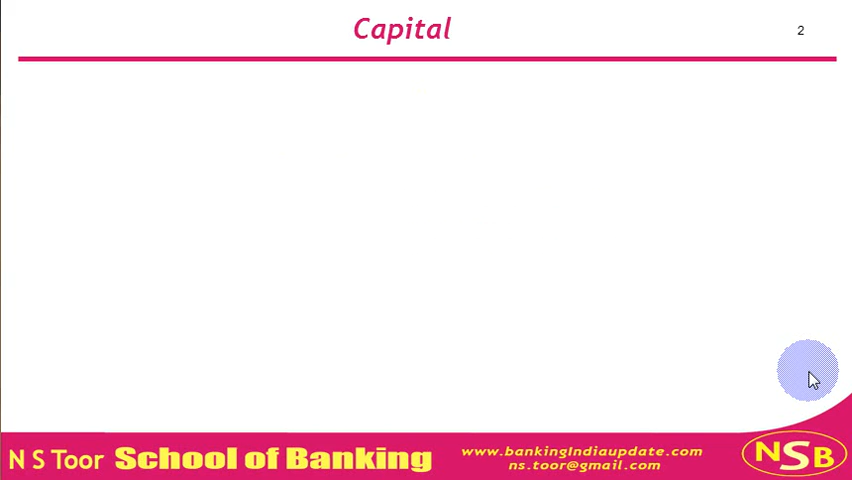 Capital
2
N S Toor School of Banking
www.bankingIndiaupdate.com
ns.toor@gmail.com
NSB